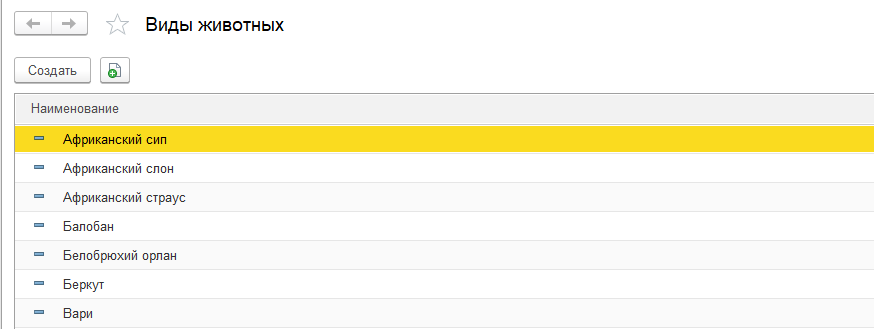 Виды животных
Создать
Наименование
Африканский сип
Африканский слон
Африканский страус
Балобан
Белобрюхий орлан
Беркут
Вари